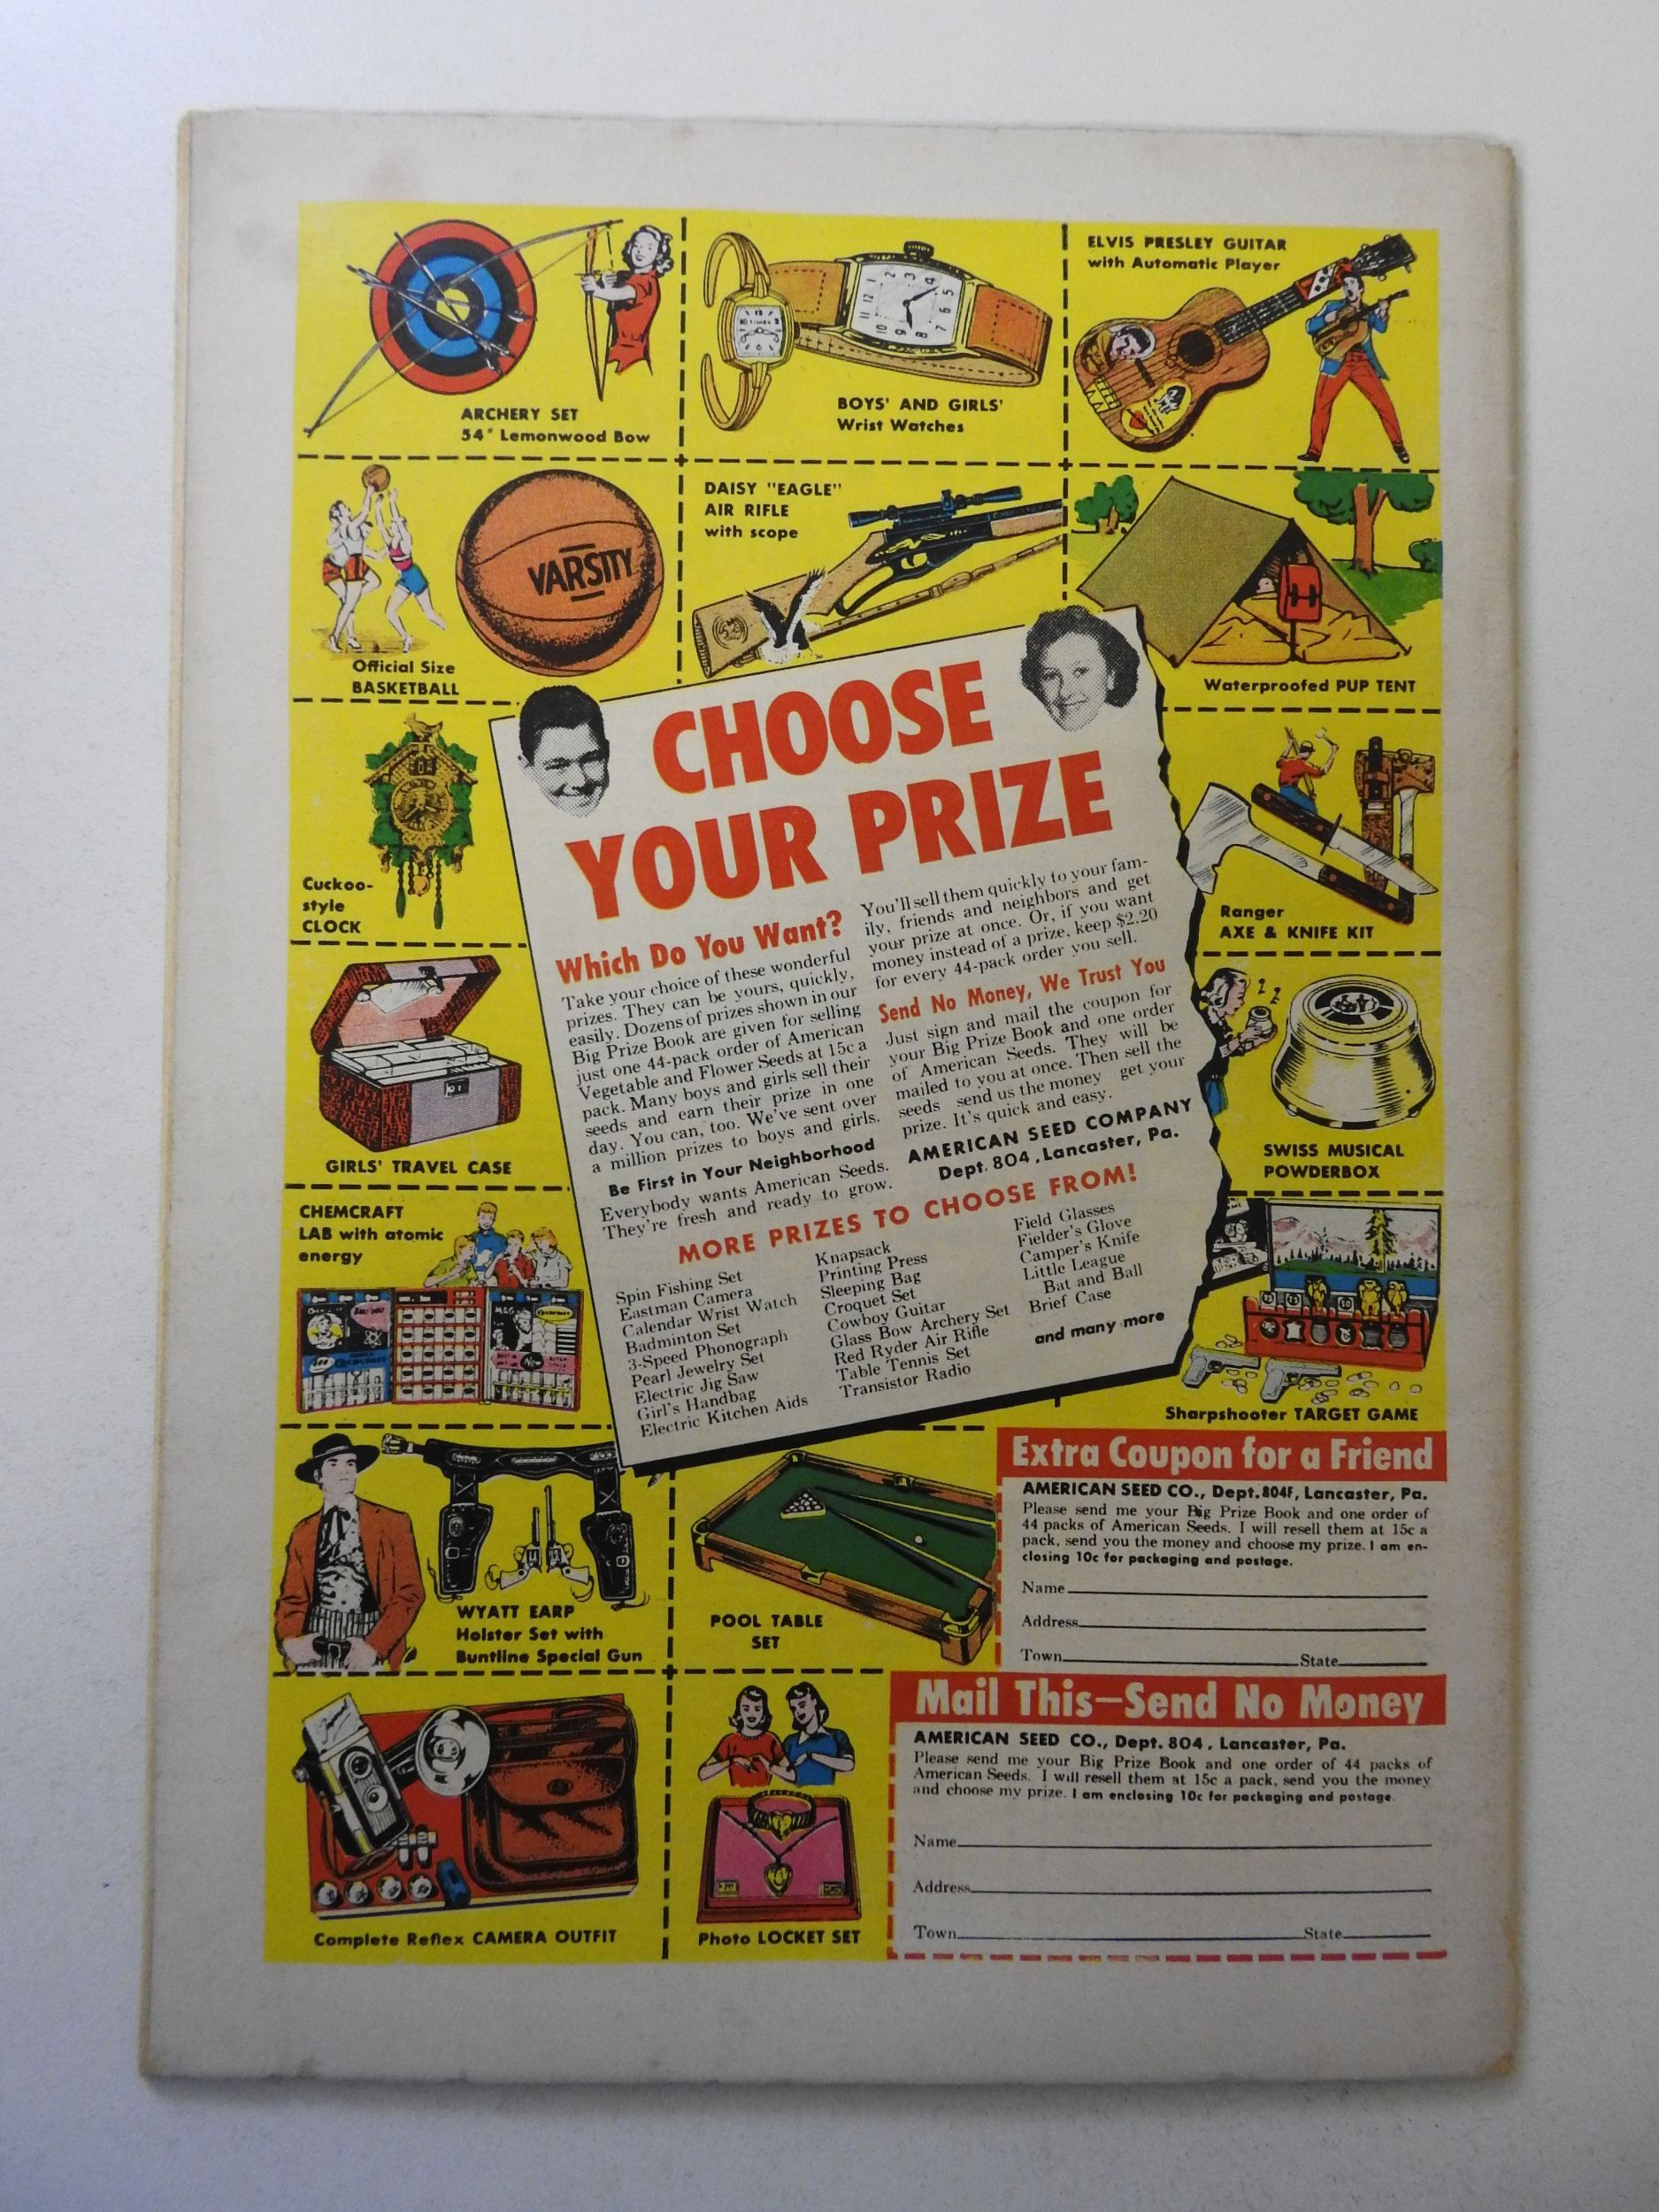 ARCHERY SET
54" Lemonwood Bow
BOYS' AND GIRLS'
Wrist Watches
ELVIS PRESLEY GUITAR
with Automatic Player
VARSITY
Official Size
BASKETBALL
DAISY "EAGLE"
AIR RIFLE
with scope
Waterproofed PUP TENT
Cuckoo-
style
CLOCK
Ranger
AXE & KNIFE KIT
GIRLS' TRAVEL CASE
SWISS MUSICAL
POWDERBOX
CHEMCRAFT
LAB with atomic
energy
Sharpshooter TARGET GAME
CHOOSE
YOUR PRIZE
Which Do You Want?
Take your choice of these wonderful
prizes. They can be yours, quickly,
easily. Dozens of prizes shown in our
Big Prize Book are given for selling
just one 44-pack order of American
Vegetable and Flower Seeds at 15c a
pack. Many boys and girls sell their
seeds and earn their prize in one
day. You can, too. We've sent over
a million prizes to boys and girls.
Be First in Your Neighborhood
Everybody wants American Seeds.
They're fresh and ready to grow.
You'll sell them quickly to your fam-
ily, friends and neighbors and get
your prize at once. Or, if you want
money instead of a prize, keep $2.20
for every 44-pack order you sell.
Send No Money, We Trust You
Just sign and mail the coupon for
your Big Prize Book and one order
of American Seeds. They will be
mailed to you at once. Then sell the
seeds send us the money get your
prize. It's quick and easy.
AMERICAN SEED COMPANY
Dept. 804, Lancaster, Pa.
MORE PRIZES TO CHOOSE FROM!
Spin Fishing Set
Eastman Camera
Calendar Wrist Watch
Badminton Set
3-Speed Phonograph
Pearl Jewelry Set
Electric Jig Saw
Girl's Handbag
Electric Kitchen Aids
Knapsack
Printing Press
Sleeping Bag
Croquet Set
Cowboy Guitar
Glass Bow Archery Set
Red Ryder Air Rifle
Table Tennis Set
Transistor Radio
Field Glasses
Fielder's Glove
Camper's Knife
Little League
Bat and Ball
Brief Case
and many more
WYATT EARP
Holster Set with
Buntline Special Gun
POOL TABLE
SET
Extra Coupon for a Friend
AMERICAN SEED CO., Dept. 804F, Lancaster, Pa.
Please send me your Big Prize Book and one order of
44 packs of American Seeds. I will resell them at 15c a
pack, send you the money and choose my prize. I am en-
closing 10c for packaging and postage.
Name
Address
Town State
Complete Reflex CAMERA OUTFIT
Photo LOCKET SET
Mail This—Send No Money
AMERICAN SEED CO., Dept. 804, Lancaster, Pa.
Please send me your Big Prize Book and one order of 44 packs of
American Seeds. I will resell them at 15c a pack, send you the money
and choose my prize. I am enclosing 10c for packaging and postage.
Name
Address
Town State